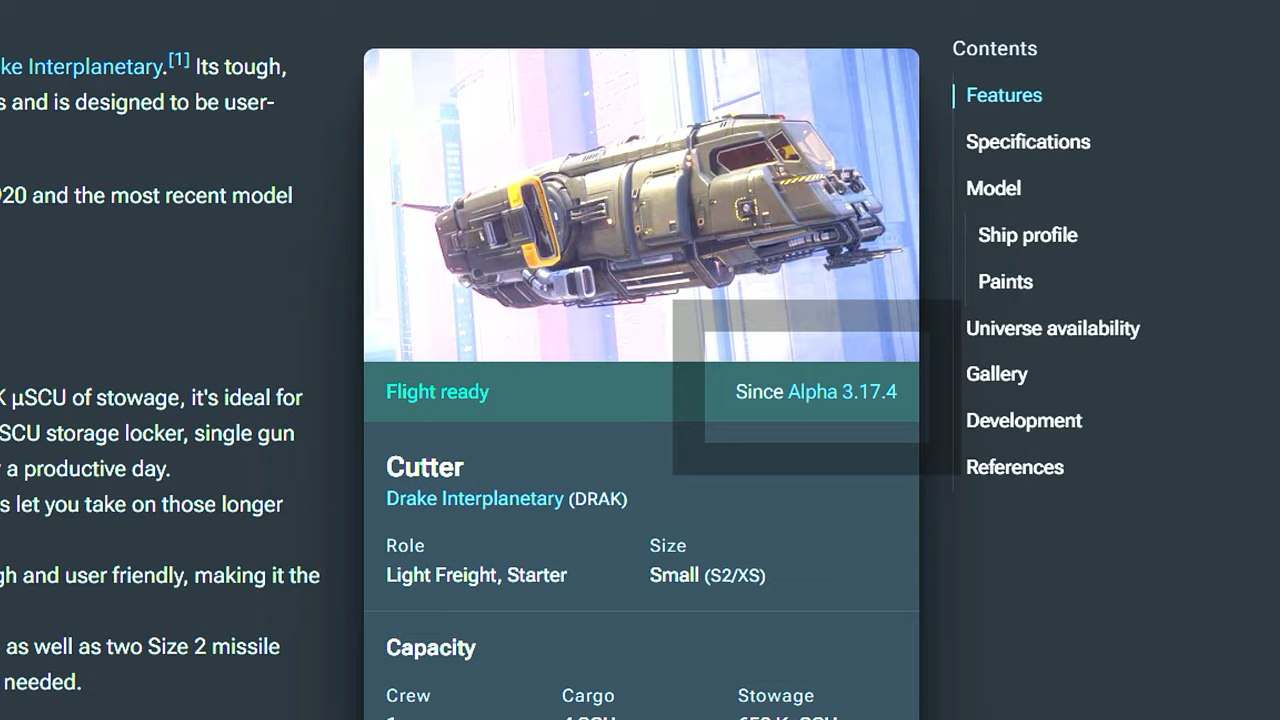 ke Interplanetary.[1] Its tough,
s and is designed to be user-
920 and the most recent model
K µSCU of stowage, it's ideal for
SCU storage locker, single gun
a productive day.
s let you take on those longer
gh and user friendly, making it the
as well as two Size 2 missile
needed.
Flight ready
Since Alpha 3.17.4
Cutter
Drake Interplanetary (DRAK)
Role
Size
Light Freight, Starter
Small (S2/XS)
Capacity
Crew
Cargo
Stowage
Contents
Features
Specifications
Model
Ship profile
Paints
Universe availability
Gallery
Development
References